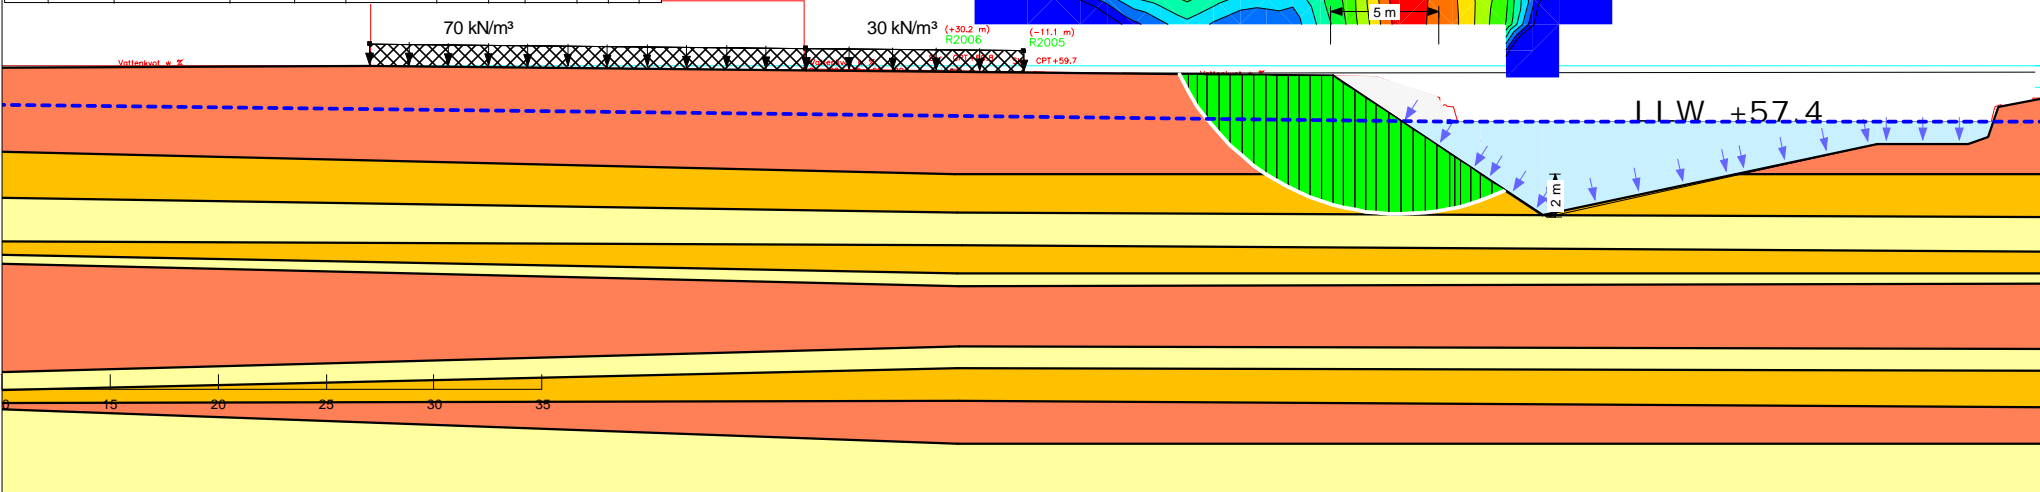 5 m
70 kN/m³
30 kN/m³
(+30.2 m)
R2006
(-11.1 m)
R2005
Vattenkvot w %
CPT+59.7
LLW +57.4
2 m
15
20
25
30
35